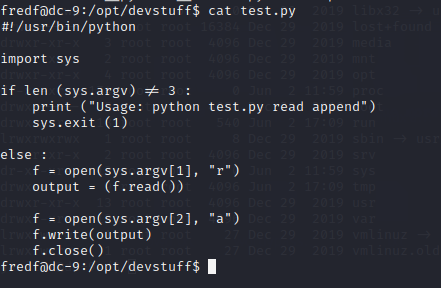 fredf@dc-9:/opt/devstuff$ cat test.py
#!/usr/bin/python

import sys

if len (sys.argv) != 3 :
    print ("Usage: python test.py read append")
    sys.exit (1)

else :
    f = open(sys.argv[1], "r")
    output = (f.read())

    f = open(sys.argv[2], "a")
    f.write(output)
    f.close()
fredf@dc-9:/opt/devstuff$